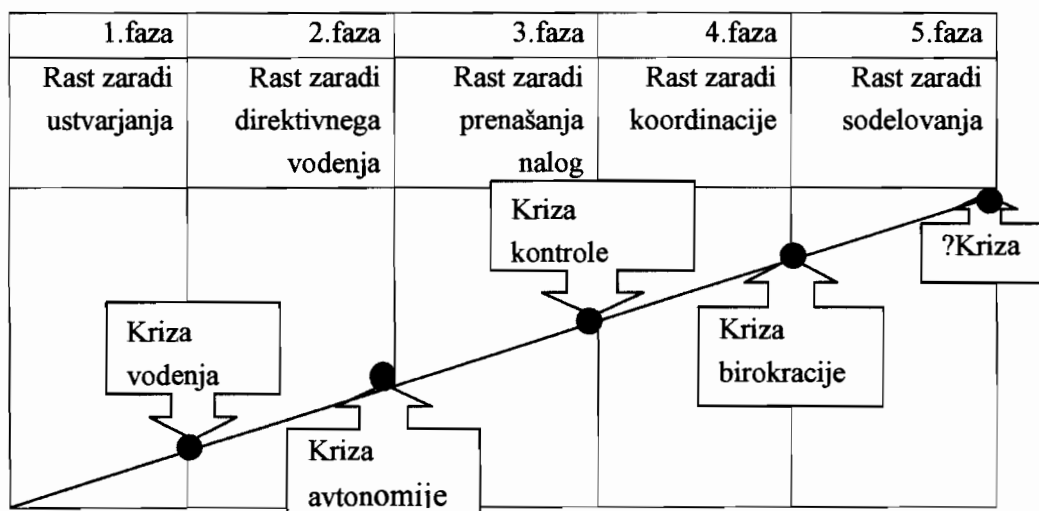 1.faza
2.faza
3.faza
4.faza
5.faza
Rast zaradi
ustvarjanja
Rast zaradi
direktivnega
vodenja
Rast zaradi
prenašanja
nalog
Rast zaradi
koordinacije
Rast zaradi
sodelovanja
Kriza
vodenja
Kriza
avtonomije
Kriza
kontrole
Kriza
birokracije
?Kriza